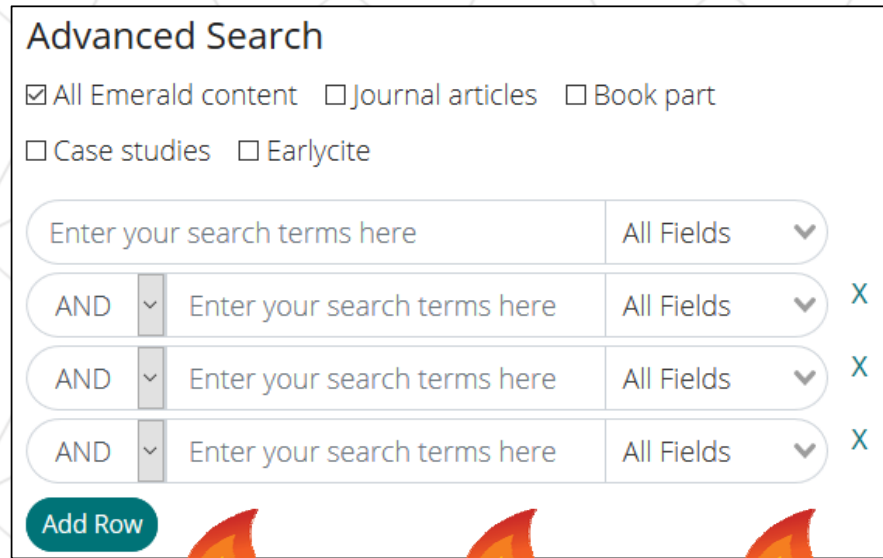 Advanced Search
All Emerald content Journal articles Book part
Case studies Earlycite
Enter your search terms here All Fields
AND Enter your search terms here All Fields X
AND Enter your search terms here All Fields X
AND Enter your search terms here All Fields X
Add Row